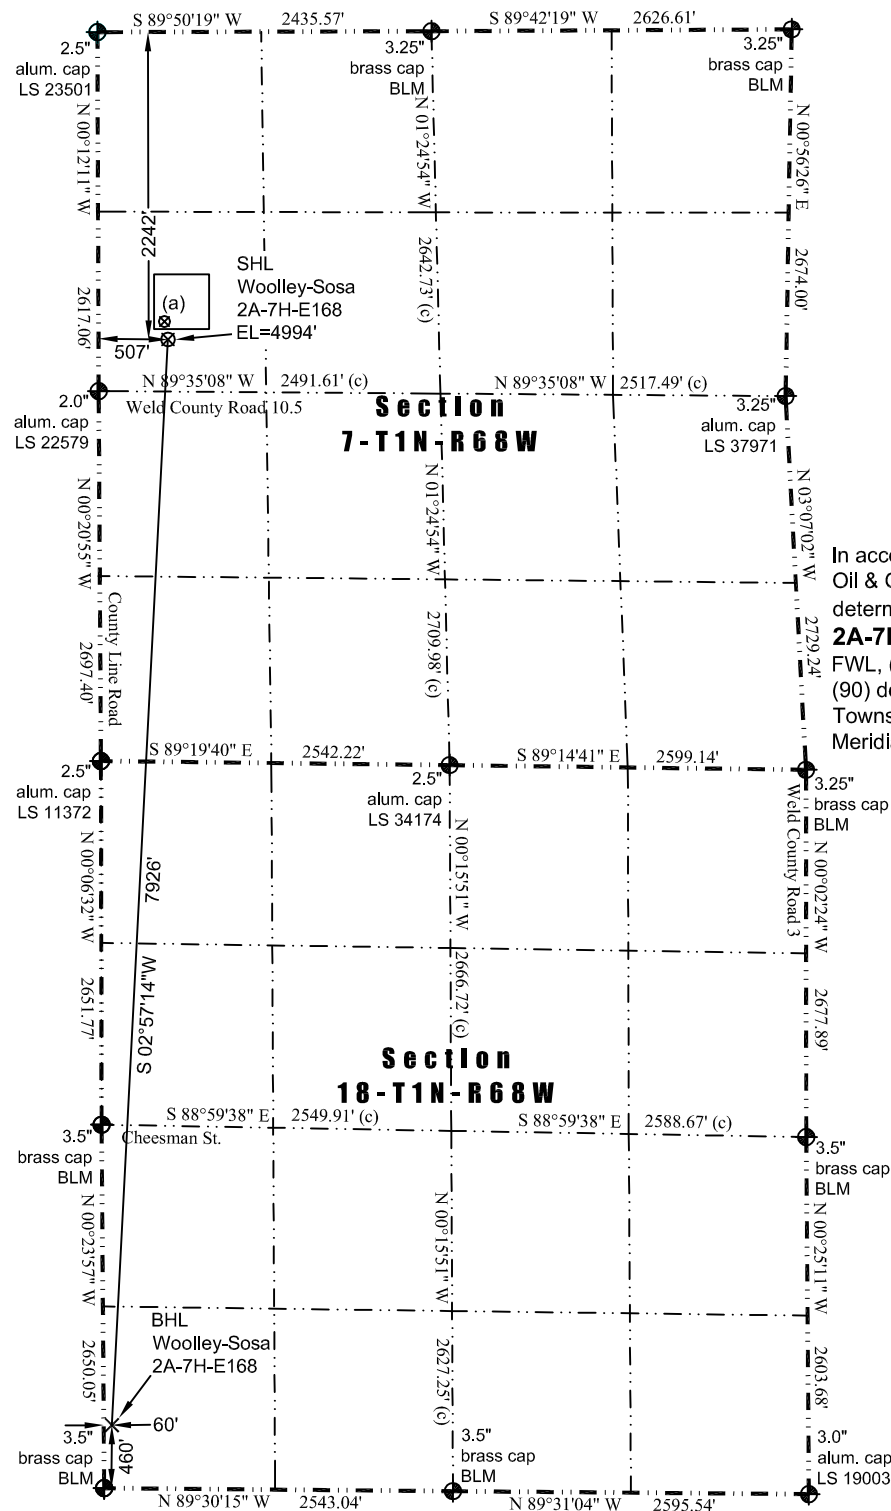 S 89°50'19" W 2435.57'
S 89°42'19" W 2626.61'
2.5"
alum. cap
LS 23501
3.25"
brass cap
BLM
3.25"
brass cap
BLM
N 00°12'11" W
2617.06'
2242'
N 01°24'54" W
2642.73' (c)
N 00°56'26" E
2674.00'
(a)
SHL
Woolley-Sosa
2A-7H-E168
EL=4994'
507'
N 89°35'08" W 2491.61' (c)
N 89°35'08" W 2517.49' (c)
2.0"
alum. cap
LS 22579
Weld County Road 10.5
Section
7-T1N-R68W
3.25"
alum. cap
LS 37971
N 00°20'55" W
2697.40'
County Line Road
N 01°24'54" W
2709.98' (c)
N 03°07'02" W
2729.24'
In acc
Oil & 
determ
2A-7
FWL,
(90) d
Towns
Meridi
S 89°19'40" E 2542.22'
S 89°14'41" E 2599.14'
2.5"
alum. cap
LS 11372
2.5"
alum. cap
LS 34174
3.25"
brass cap
BLM
Weld County Road 3
N 00°06'32" W
2651.77'
7926'
S 02°57'14"W
N 00°15'51" W
2666.72' (c)
N 00°02'24" W
2677.89'
Section
18-T1N-R68W
S 88°59'38" E 2549.91' (c)
S 88°59'38" E 2588.67' (c)
3.5"
brass cap
BLM
Cheesman St.
3.5"
brass cap
BLM
N 00°23'57" W
2650.05'
N 00°15'51" W
2627.25' (c)
N 00°25'11" W
2603.68'
BHL
Woolley-Sosa
2A-7H-E168
60'
460'
3.5"
brass cap
BLM
3.5"
brass cap
BLM
3.0"
alum. cap
LS 19003
N 89°30'15" W 2543.04'
N 89°31'04" W 2595.54'